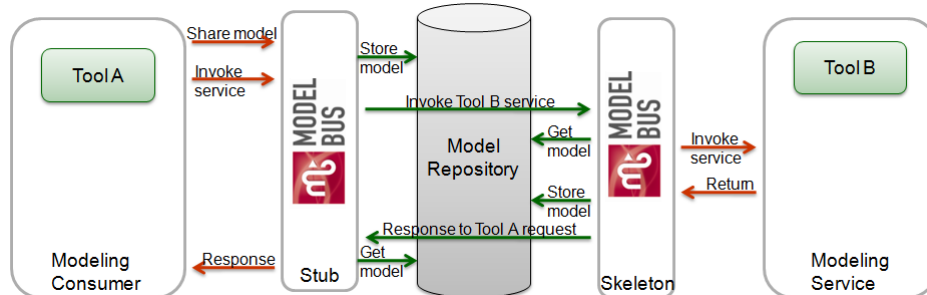 Share model
Tool A
Invoke
service
Store
model
MODEL
BUS
Invoke Tool B service
Model
Repository
Get
model
MODEL
BUS
Tool B
Invoke
service
Return
Store
model
Response to Tool A request
Get
model
Response
Modeling
Consumer
Stub
Skeleton
Modeling
Service